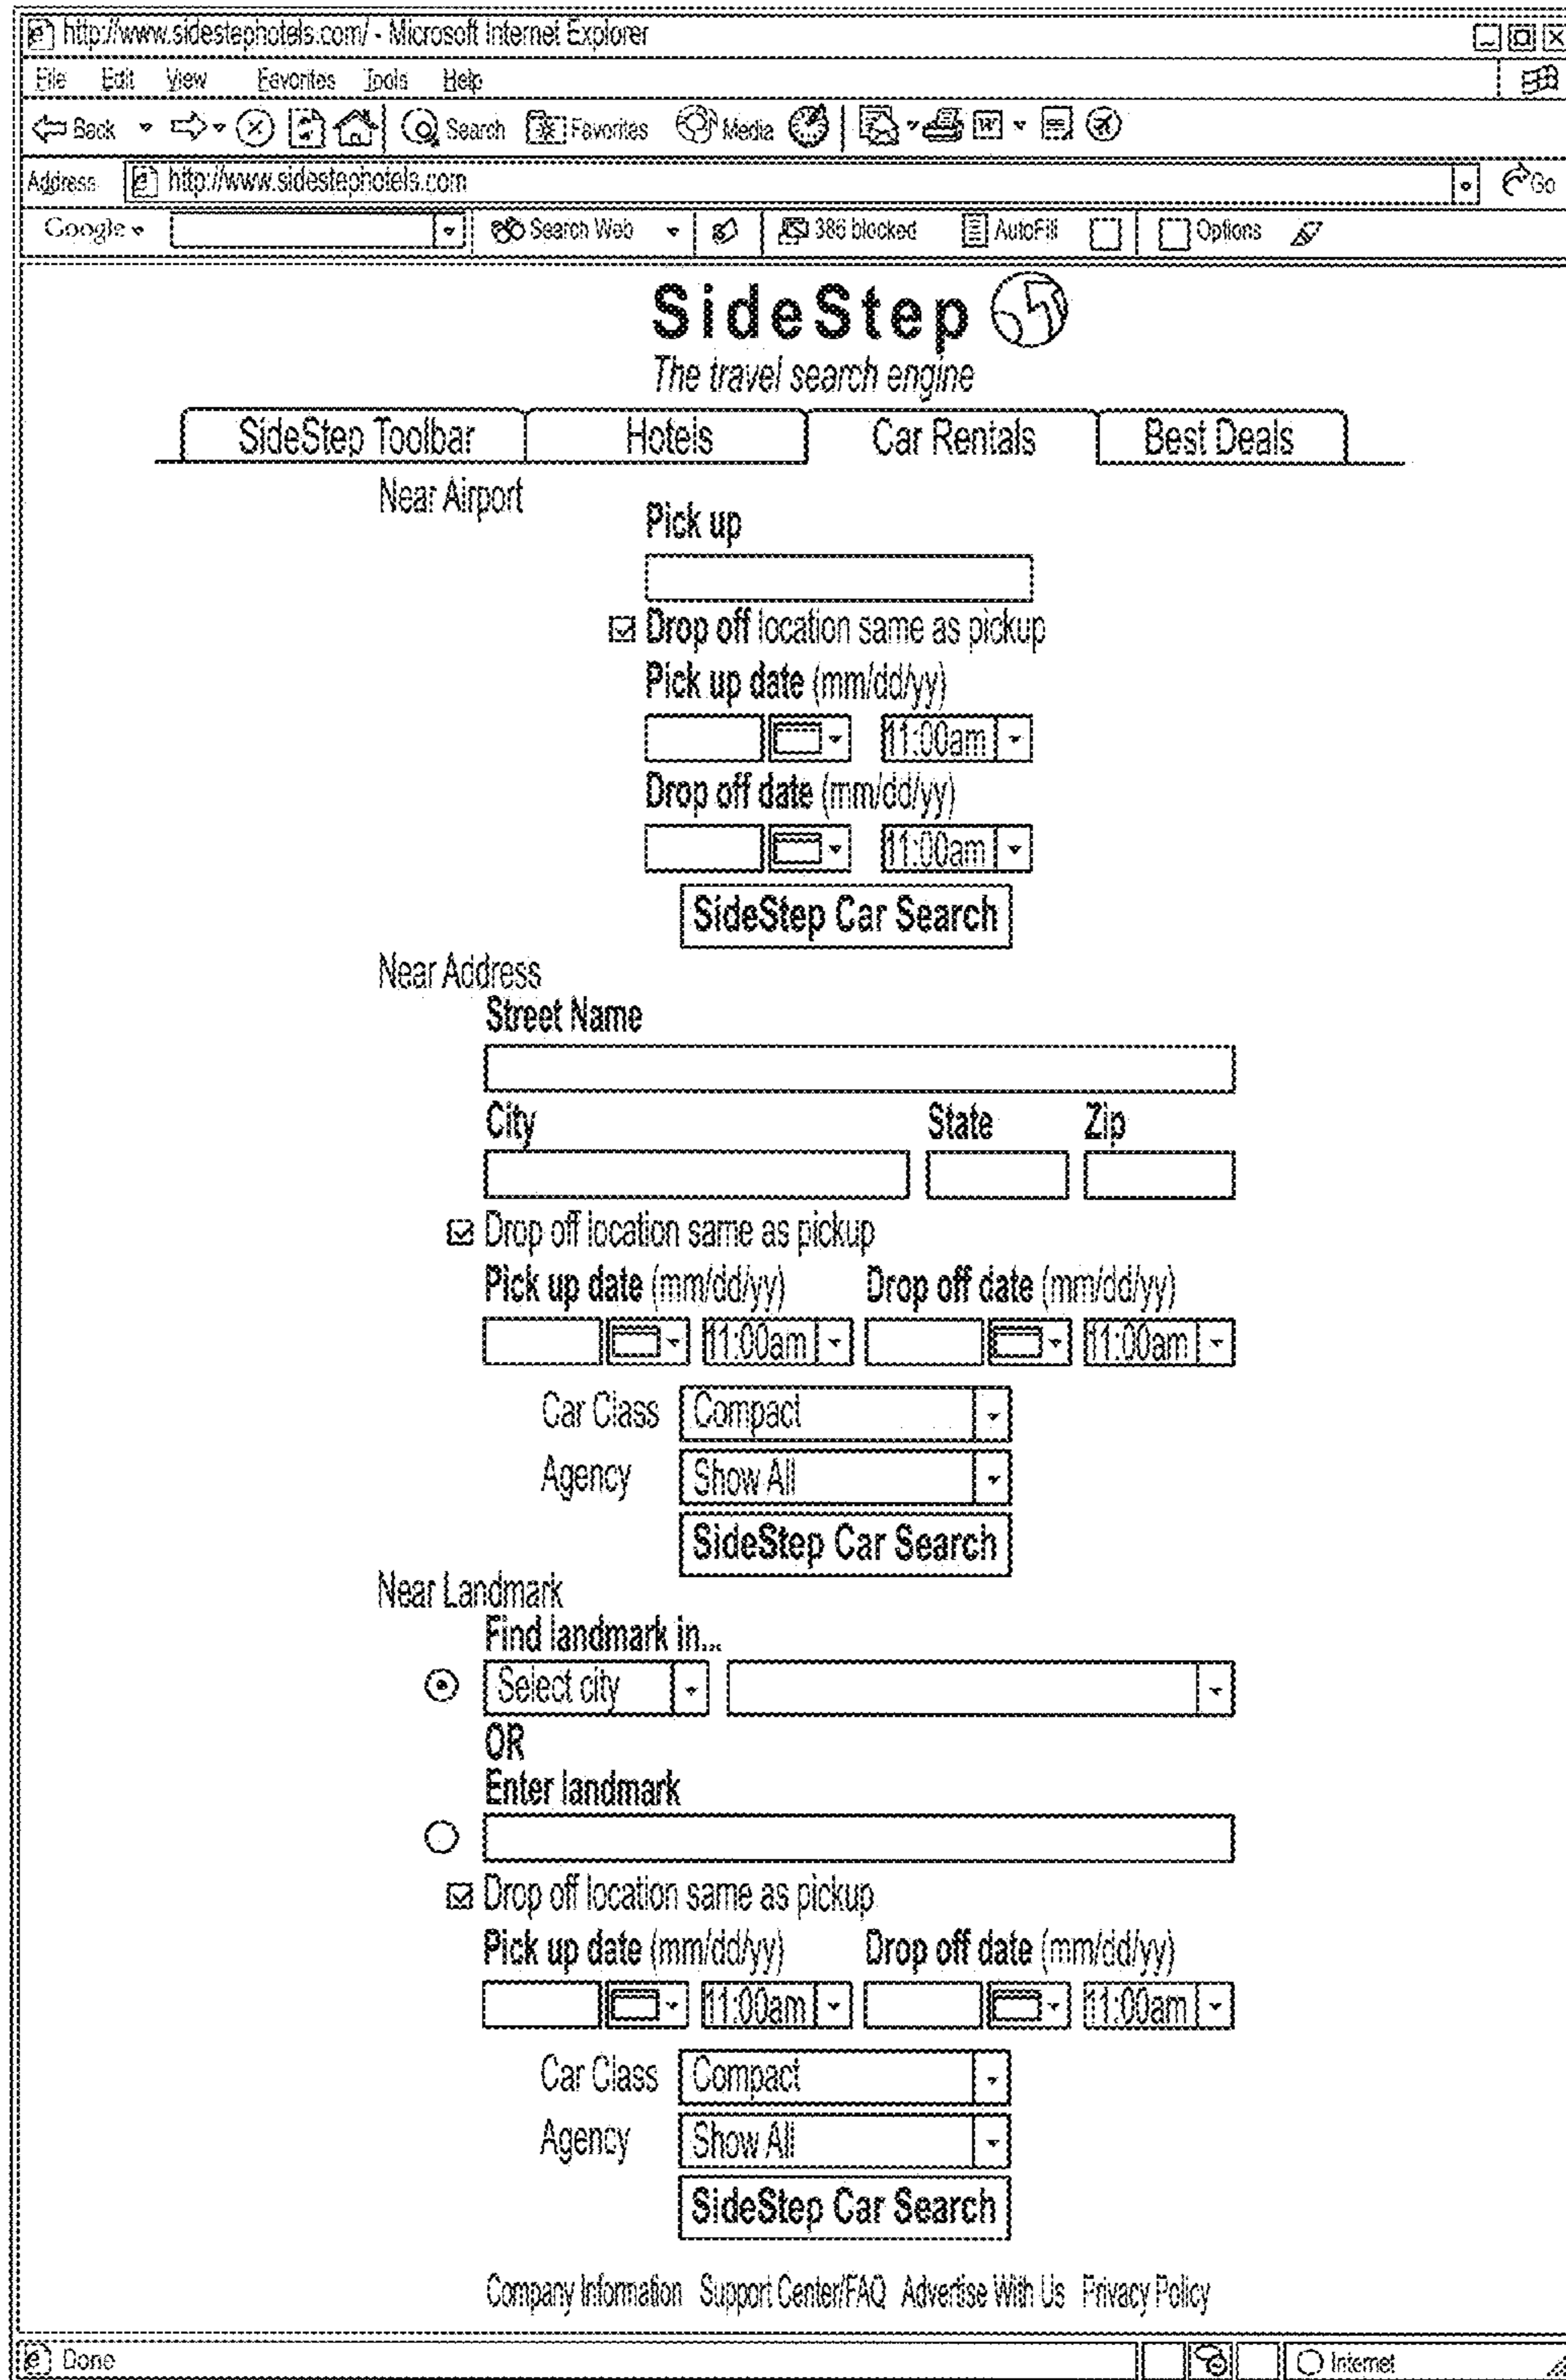 http://www.sidestephotels.com/ - Microsoft Internet Explorer
File Edit View Favorites Tools Help
Back Search Favorites Media
Address http://www.sidestephotels.com Go
Google Search Web 386 blocked AutoFill Options
SideStep
The travel search engine
SideStep Toolbar Hotels Car Rentals Best Deals
Near Airport
Pick up
Drop off location same as pickup
Pick up date (mm/dd/yy)
11:00am
Drop off date (mm/dd/yy)
11:00am
SideStep Car Search
Near Address
Street Name
City State Zip
Drop off location same as pickup
Pick up date (mm/dd/yy) Drop off date (mm/dd/yy)
11:00am 11:00am
Car Class Compact
Agency Show All
SideStep Car Search
Near Landmark
Find landmark in...
Select city
OR
Enter landmark
Drop off location same as pickup
Pick up date (mm/dd/yy) Drop off date (mm/dd/yy)
11:00am 11:00am
Car Class Compact
Agency Show All
SideStep Car Search
Company Information Support Center/FAQ Advertise With Us Privacy Policy
Done Internet